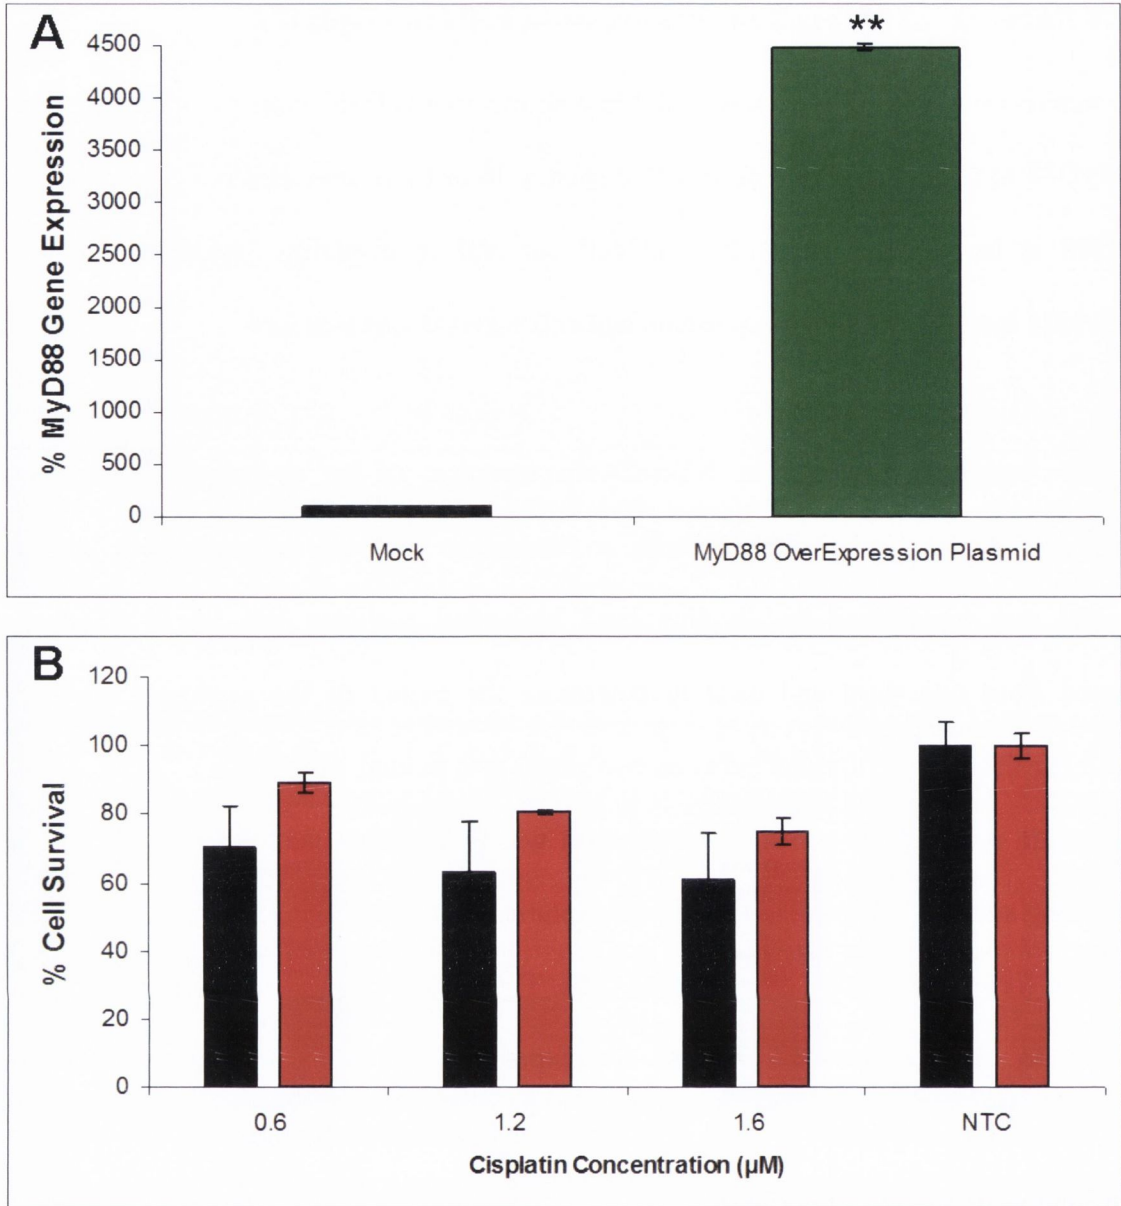 A
% MyD88 Gene Expression
4500
4000
3500
3000
2500
2000
1500
1000
500
0
**
Mock
MyD88 OverExpression Plasmid
B
% Cell Survival
120
100
80
60
40
20
0
0.6
1.2
1.6
NTC
Cisplatin Concentration (µM)